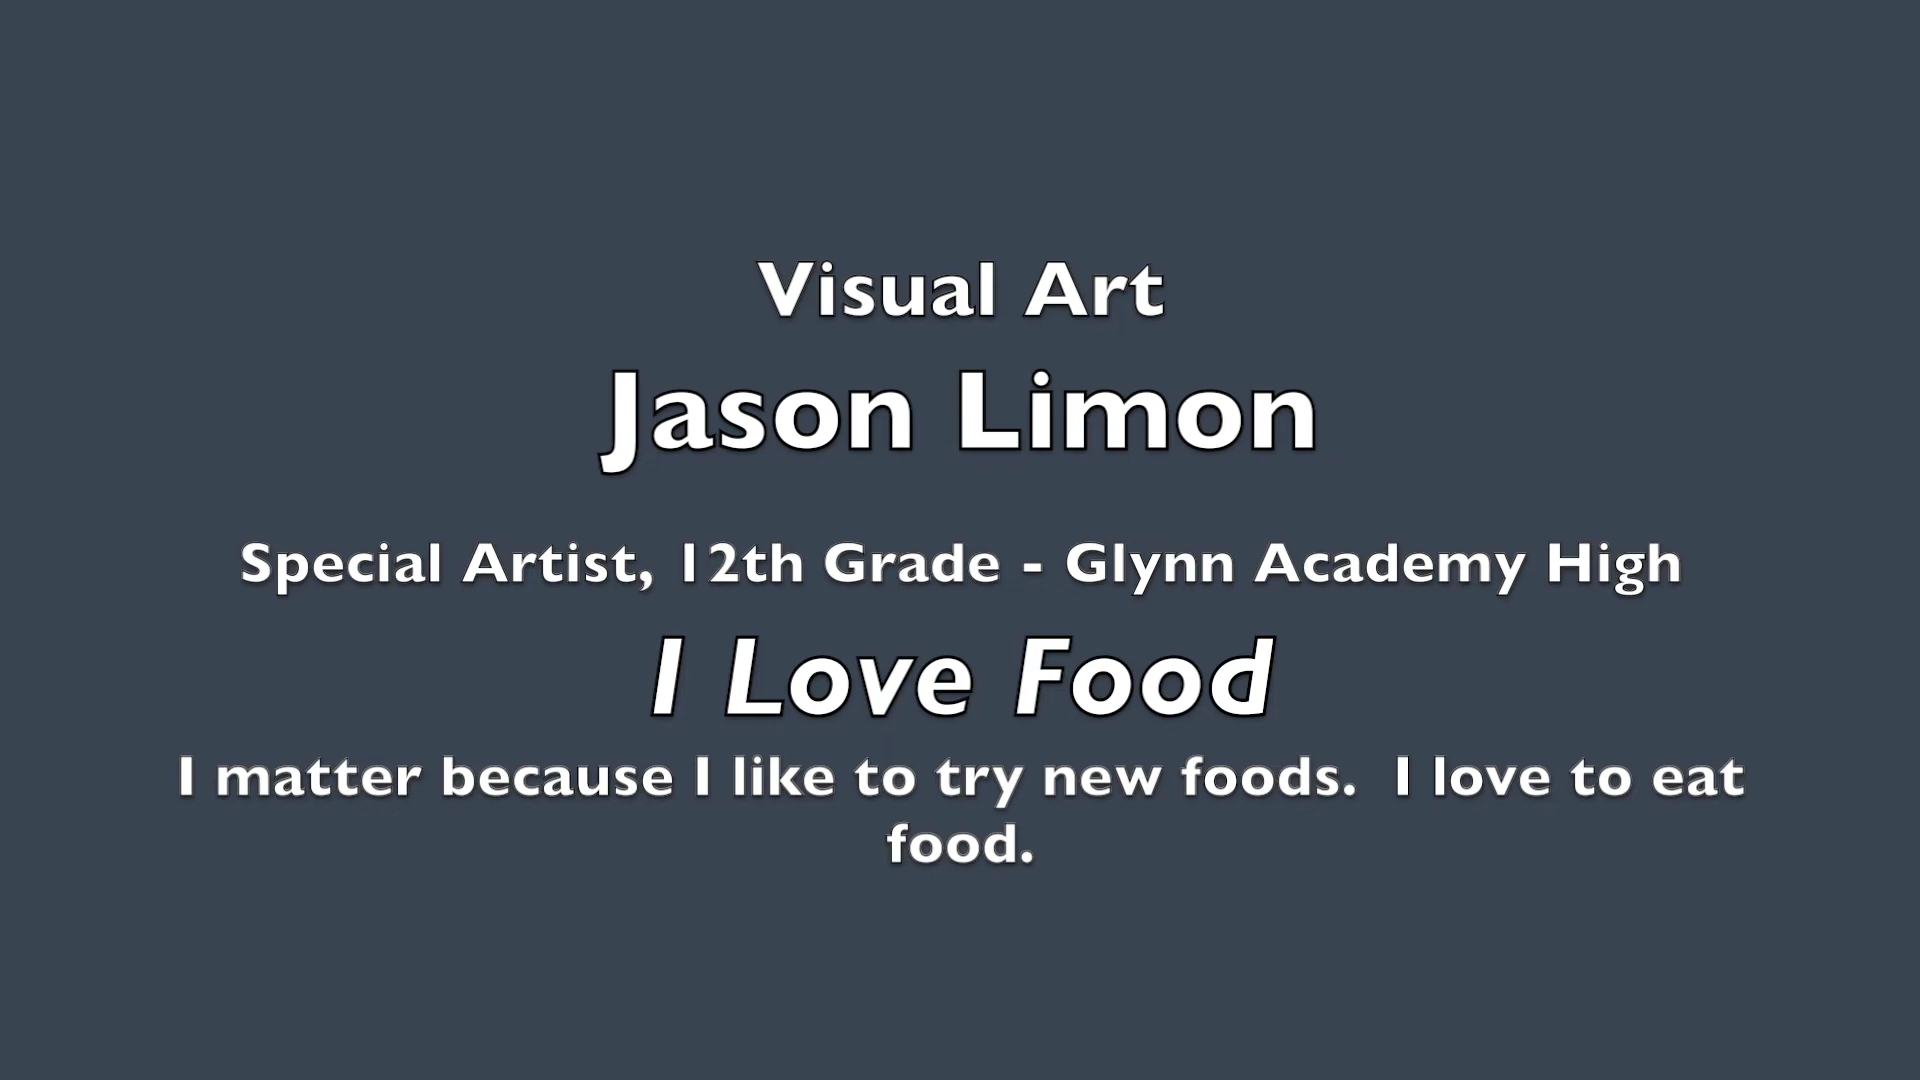 Visual Art
Jason Limon
Special Artist, 12th Grade - Glynn Academy High
I Love Food
I matter because I like to try new foods.  I love to eat
food.